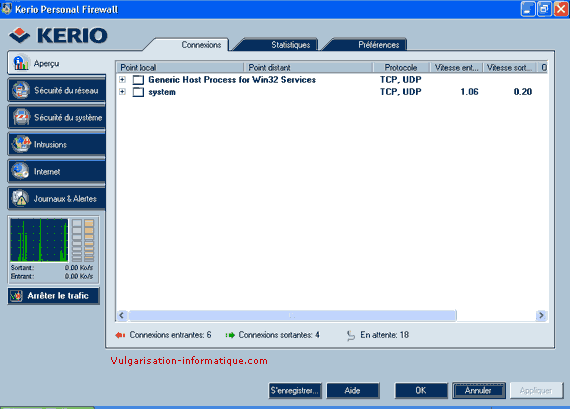 Kerio Personal Firewall
KERIO
Connexions
Statistiques
Préférences
Aperçu
Sécurité du réseau
Sécurité du système
Intrusions
Internet
Journaux & Alertes
Point local
Point distant
Protocole
Vitesse ent...
Vitesse sort...
Generic Host Process for Win32 Services
TCP, UDP
system
TCP, UDP
1.06
0.20
Sortant: 0.00 Ko/s
Entrant: 0.00 Ko/s
Arrêter le trafic
Connexions entrantes: 6
Connexions sortantes: 4
En attente: 18
Vulgarisation-informatique.com
S'enregistrer...
Aide
OK
Annuler
Appliquer